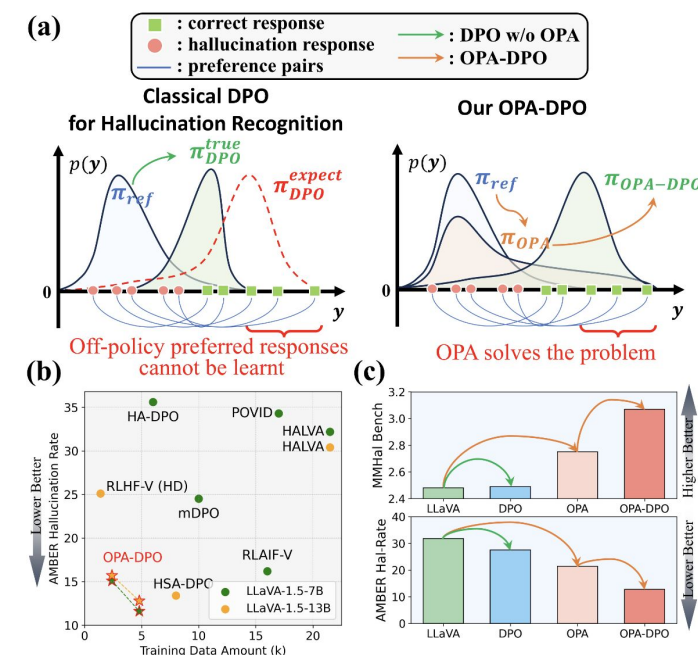 (a)
: correct response
: hallucination response
: preference pairs
: DPO w/o OPA
: OPA-DPO
Classical DPO
for Hallucination Recognition
p(y)
π_ref
π_DPO^true
π_DPO^expect
0
y
Off-policy preferred responses
cannot be learnt
Our OPA-DPO
p(y)
π_ref
π_OPA
π_OPA-DPO
0
y
OPA solves the problem
(b)
Lower Better
AMBER Hallucination Rate
35
30
25
20
15
10
HA-DPO
POVID
HALVA
HALVA
RLHF-V (HD)
mDPO
RLAIF-V
OPA-DPO
HSA-DPO
LLaVA-1.5-7B
LLaVA-1.5-13B
0 5 10 15 20
Training Data Amount (k)
(c)
MMHal Bench
3.2
3.0
2.8
2.6
2.4
LLaVA DPO OPA OPA-DPO
Higher Better
AMBER Hal-Rate
40
30
20
10
0
LLaVA DPO OPA OPA-DPO
Lower Better